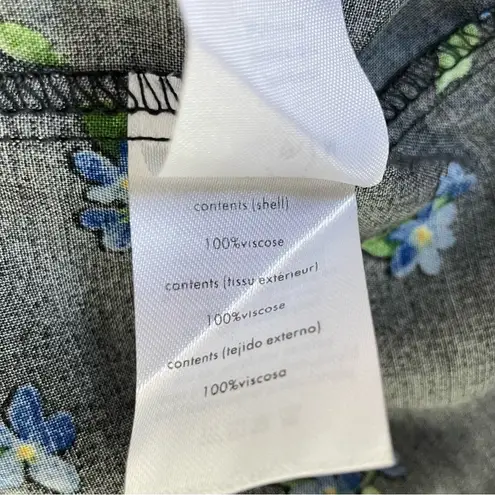 contents (shell)
100%viscose
contents (tissu extérieur)
100%viscose
contents (tejido externo)
100%viscosa